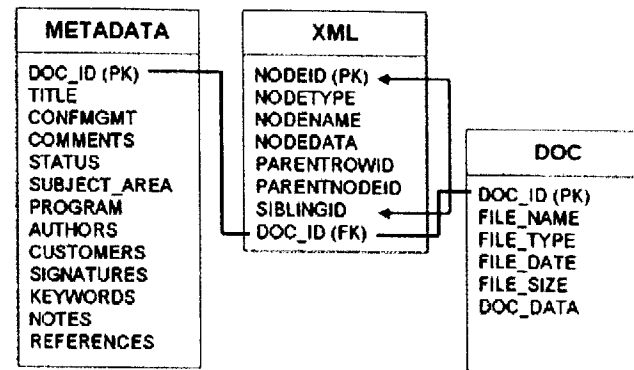 METADATA
DOC_ID (PK)
TITLE
CONFMGMT
COMMENTS
STATUS
SUBJECT_AREA
PROGRAM
AUTHORS
CUSTOMERS
SIGNATURES
KEYWORDS
NOTES
REFERENCES
XML
NODEID (PK)
NODETYPE
NODENAME
NODEDATA
PARENTROWID
PARENTNODEID
SIBLINGID
DOC_ID (FK)
DOC
DOC_ID (PK)
FILE_NAME
FILE_TYPE
FILE_DATE
FILE_SIZE
DOC_DATA